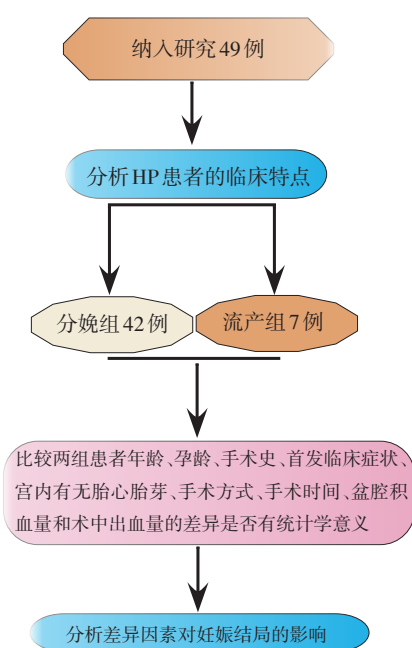 纳入研究49例
分析HP患者的临床特点
分娩组42例
流产组7例
比较两组患者年龄、孕龄、手术史、首发临床症状、
宫内有无胎心胎芽、手术方式、手术时间、盆腔积
血量和术中出血量的差异是否有统计学意义
分析差异因素对妊娠结局的影响